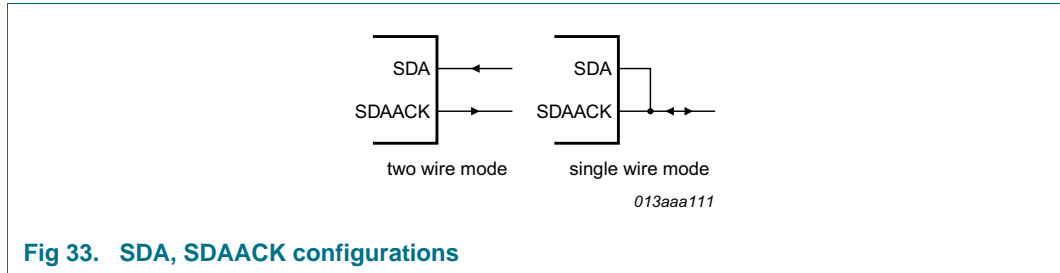 SDA
SDAACK
two wire mode
SDA
SDAACK
single wire mode
013aaa111
Fig 33. SDA, SDAACK configurations